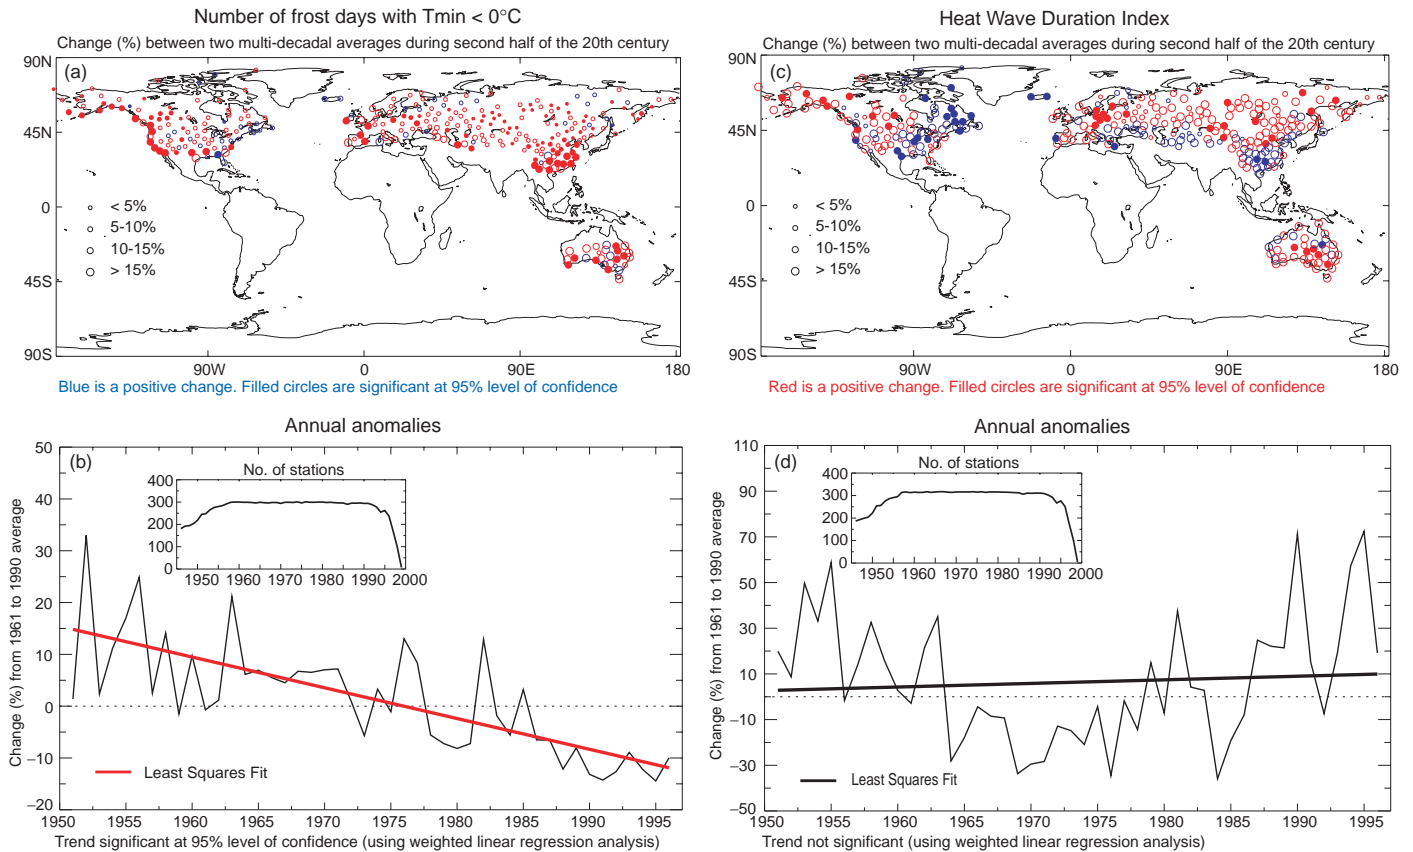 Number of frost days with Tmin < 0°C
Change (%) between two multi-decadal averages during second half of the 20th century
90N
(a)
45N
0
45S
90S
< 5%
5-10%
10-15%
> 15%
90W
0
90E
180
Blue is a positive change. Filled circles are significant at 95% level of confidence
Heat Wave Duration Index
Change (%) between two multi-decadal averages during second half of the 20th century
90N
(c)
45N
0
45S
90S
< 5%
5-10%
10-15%
> 15%
90W
0
90E
180
Red is a positive change. Filled circles are significant at 95% level of confidence
Annual anomalies
50
(b)
40
30
20
10
0
−10
−20
Change (%) from 1961 to 1990 average
No. of stations
400
300
200
100
0
1950
1960
1970
1980
1990
2000
Least Squares Fit
1950
1955
1960
1965
1970
1975
1980
1985
1990
1995
Trend significant at 95% level of confidence (using weighted linear regression analysis)
Annual anomalies
110
(d)
90
70
50
30
10
-10
-30
-50
Change (%) from 1961 to 1990 average
No. of stations
400
300
200
100
0
1950
1960
1970
1980
1990
2000
Least Squares Fit
1950
1955
1960
1965
1970
1975
1980
1985
1990
1995
Trend not significant (using weighted linear regression analysis)